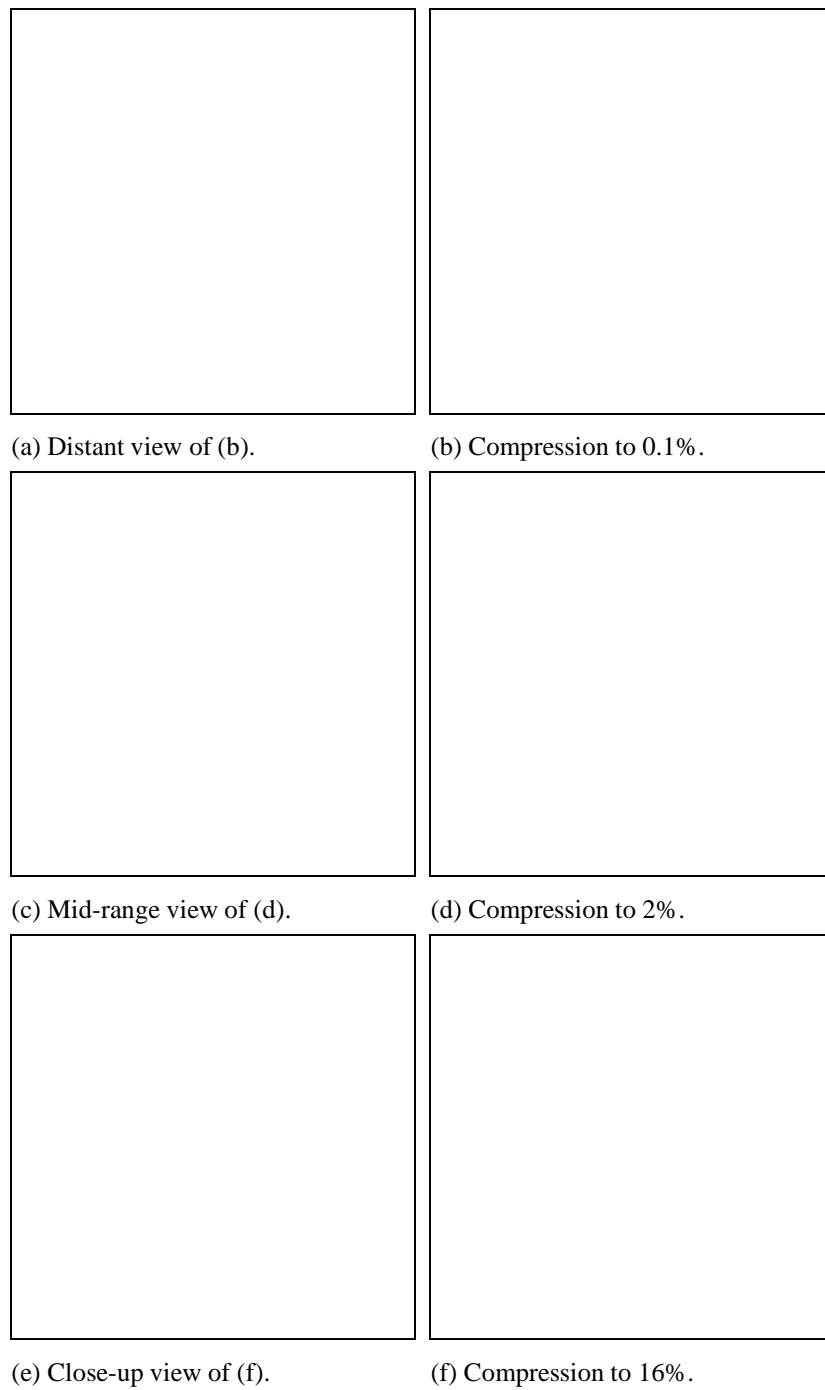 (a) Distant view of (b).
(b) Compression to 0.1%.
(c) Mid-range view of (d).
(d) Compression to 2%.
(e) Close-up view of (f).
(f) Compression to 16%.